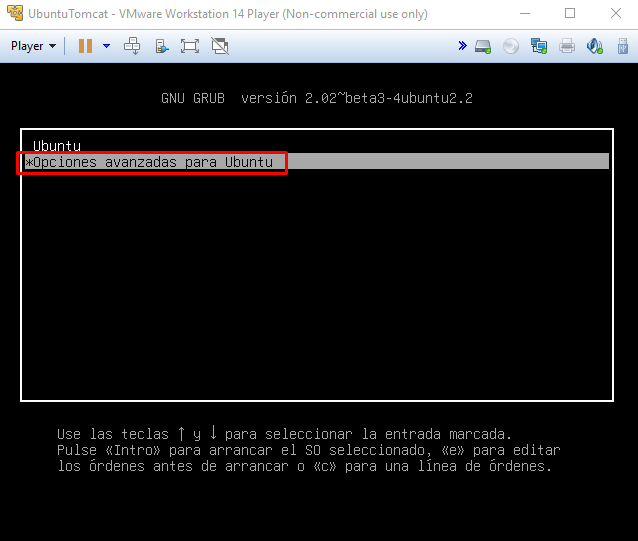 UbuntuTomcat - VMware Workstation 14 Player (Non-commercial use only)
Player
GNU GRUB versión 2.02~beta3-4ubuntu2.2
Ubuntu
*Opciones avanzadas para Ubuntu
Use las teclas ↑ y ↓ para seleccionar la entrada marcada.
Pulse «Intro» para arrancar el SO seleccionado, «e» para editar
los órdenes antes de arrancar o «c» para una línea de órdenes.